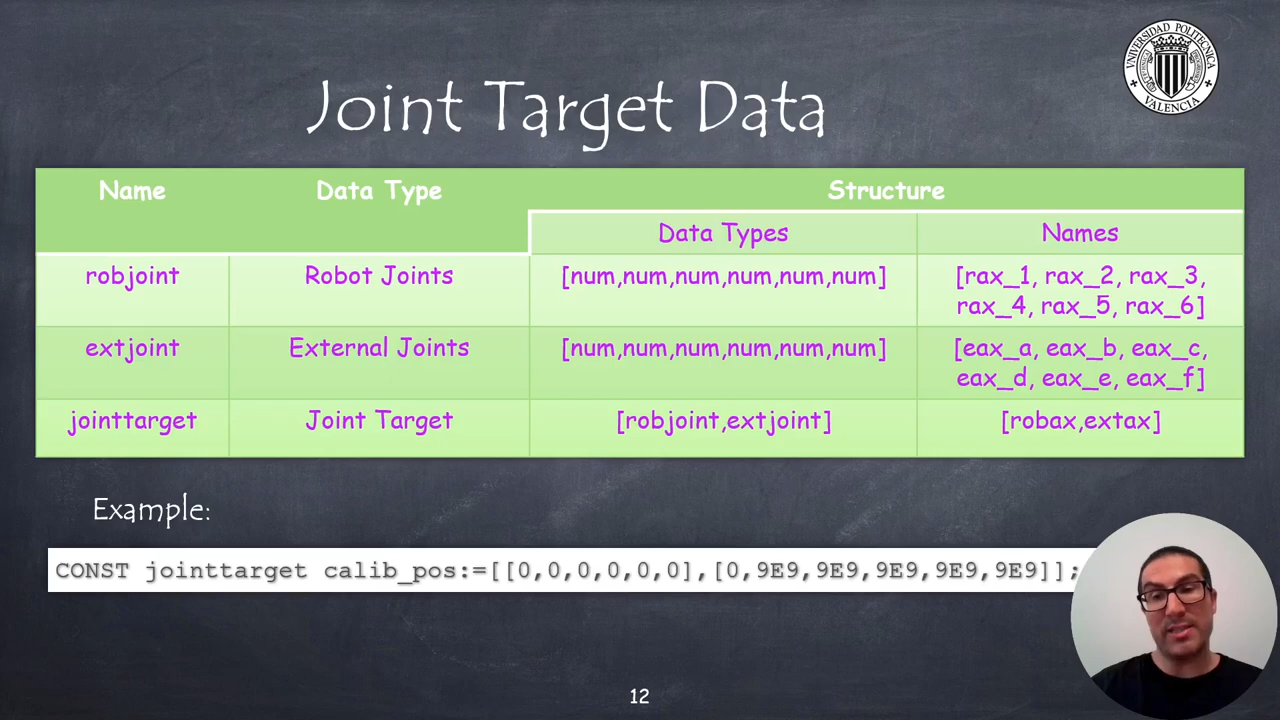 UNIVERSIDAD POLITECNICA
VALENCIA
Joint Target Data
Name
Data Type
Structure
Data Types
Names
robjoint
Robot Joints
[num,num,num,num,num,num]
[rax_1, rax_2, rax_3,
rax_4, rax_5, rax_6]
extjoint
External Joints
[num,num,num,num,num,num]
[eax_a, eax_b, eax_c,
eax_d, eax_e, eax_f]
jointtarget
Joint Target
[robjoint,extjoint]
[robax,extax]
Example:
CONST jointtarget calib_pos:=[[0,0,0,0,0,0],[0,9E9,9E9,9E9,9E9,9E9]];
12